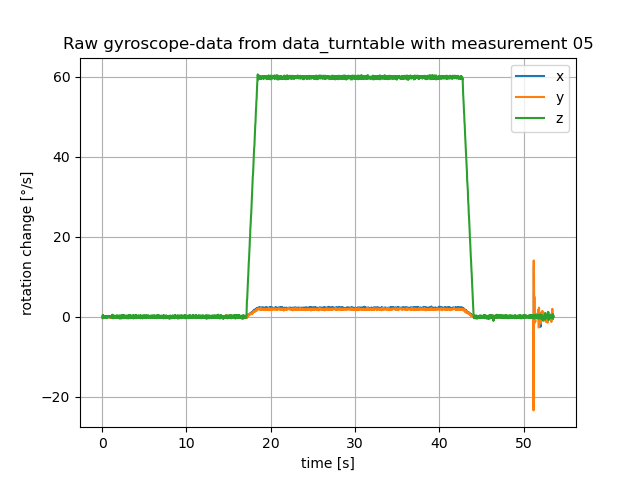 Raw gyroscope-data from data_turntable with measurement 05
x
y
z
60
40
20
0
−20
rotation change [°/s]
0 10 20 30 40 50
time [s]